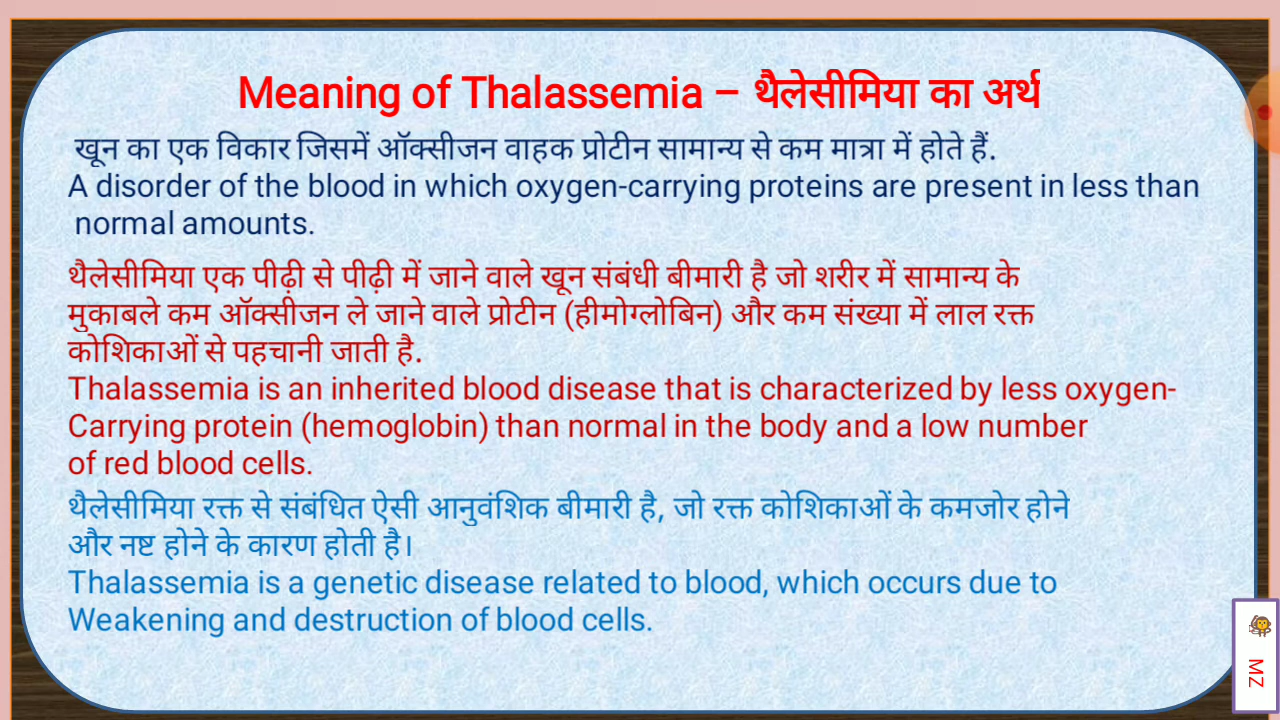 Meaning of Thalassemia – थैलेसीमिया का अर्थ
खून का एक विकार जिसमें ऑक्सीजन वाहक प्रोटीन सामान्य से कम मात्रा में होते हैं.
A disorder of the blood in which oxygen-carrying proteins are present in less than
normal amounts.
थैलेसीमिया एक पीढ़ी से पीढ़ी में जाने वाले खून संबंधी बीमारी है जो शरीर में सामान्य के
मुकाबले कम ऑक्सीजन ले जाने वाले प्रोटीन (हीमोग्लोबिन) और कम संख्या में लाल रक्त
कोशिकाओं से पहचानी जाती है.
Thalassemia is an inherited blood disease that is characterized by less oxygen-
Carrying protein (hemoglobin) than normal in the body and a low number
of red blood cells.
थैलेसीमिया रक्त से संबंधित ऐसी आनुवंशिक बीमारी है, जो रक्त कोशिकाओं के कमजोर होने
और नष्ट होने के कारण होती है।
Thalassemia is a genetic disease related to blood, which occurs due to
Weakening and destruction of blood cells.
MZ